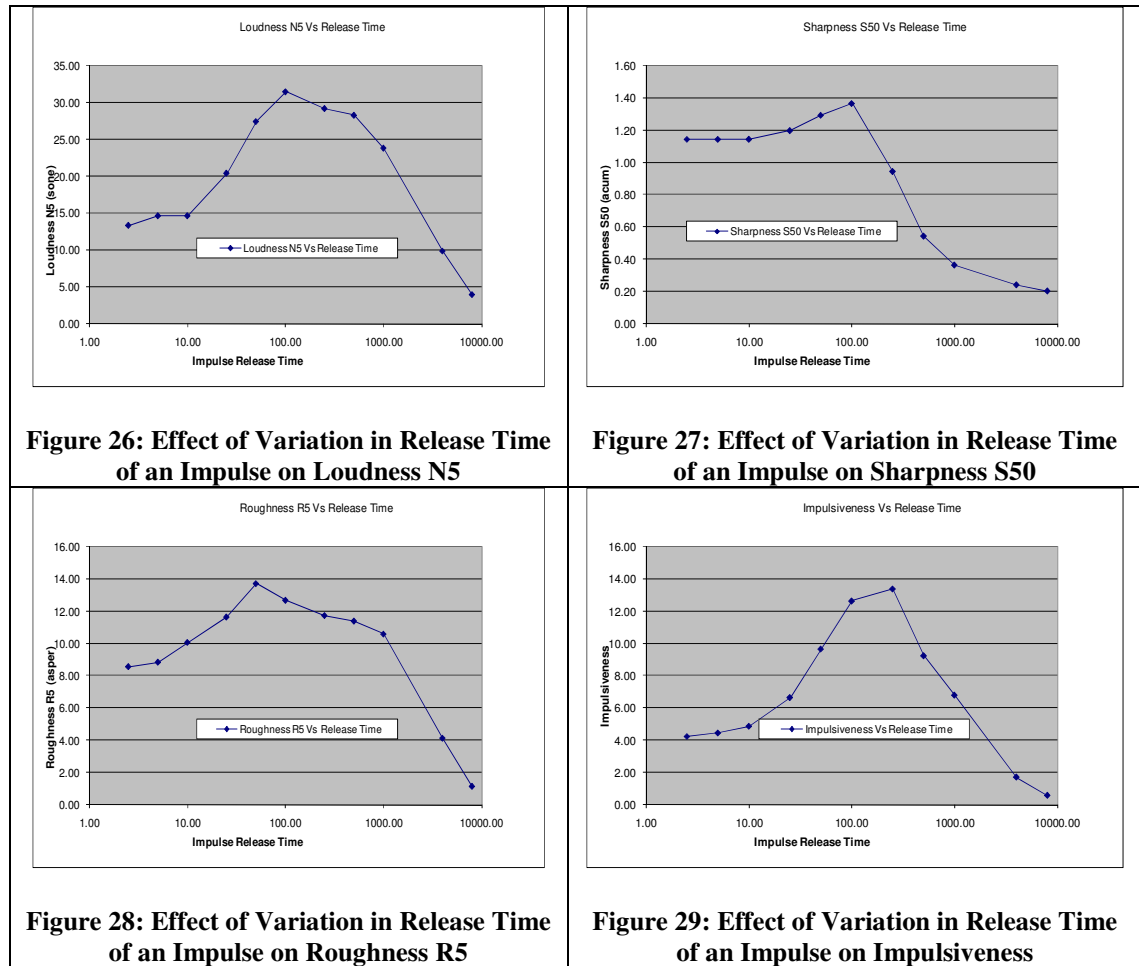 Loudness N5 Vs Release Time
35.00
30.00
25.00
20.00
15.00
10.00
5.00
0.00
1.00 10.00 100.00 1000.00 10000.00
Impulse Release Time
Loudness N5 (sone)
Loudness N5 Vs Release Time
Figure 26: Effect of Variation in Release Time
of an Impulse on Loudness N5
Sharpness S50 Vs Release Time
1.60
1.40
1.20
1.00
0.80
0.60
0.40
0.20
0.00
1.00 10.00 100.00 1000.00 10000.00
Impulse Release Time
Sharpness S50 (acum)
Sharpness S50 Vs Release Time
Figure 27: Effect of Variation in Release Time
of an Impulse on Sharpness S50
Roughness R5 Vs Release Time
16.00
14.00
12.00
10.00
8.00
6.00
4.00
2.00
0.00
1.00 10.00 100.00 1000.00 10000.00
Impulse Release Time
Roughness R5 (asper)
Roughness R5 Vs Release Time
Figure 28: Effect of Variation in Release Time
of an Impulse on Roughness R5
Impulsiveness Vs Release Time
16.00
14.00
12.00
10.00
8.00
6.00
4.00
2.00
0.00
1.00 10.00 100.00 1000.00 10000.00
Impulse Release Time
Impulsiveness
Impulsiveness Vs Release Time
Figure 29: Effect of Variation in Release Time
of an Impulse on Impulsiveness